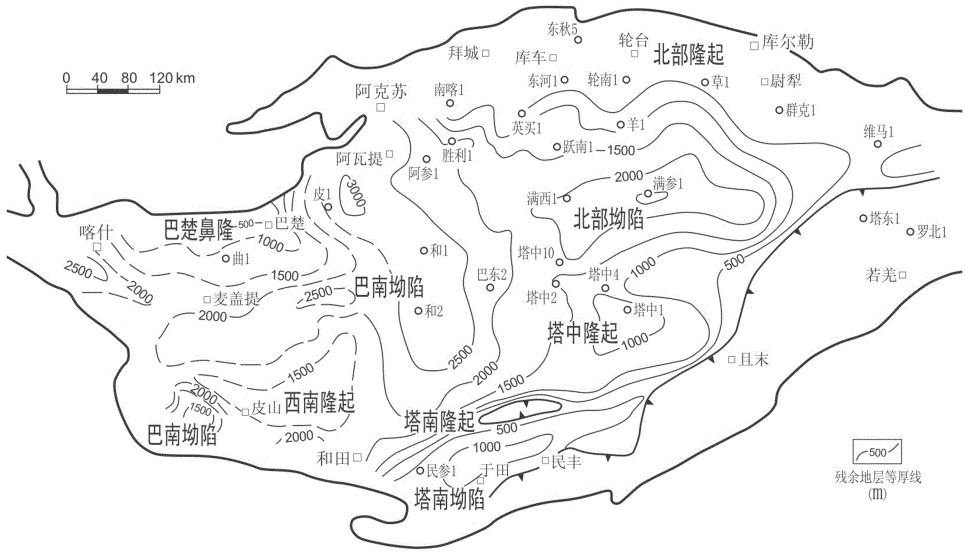 东秋5
拜城
库车
轮台
北部隆起
库尔勒
0 40 80 120 km
阿克苏
南喀1
东河1
轮南1
草1
尉犁
英买1
羊1
群克1
维马1
胜利1
阿瓦提
阿参1
跃南1
1500
2000
皮1
3000
满西1
满参1
塔东1
罗北1
巴楚鼻隆
500
巴楚
北部坳陷
喀什
1000
曲1
和1
塔中10
500
2500
2000
1500
巴东2
塔中4
1000
若羌
巴南坳陷
麦盖提
2500
塔中2
2000
和2
塔中1
塔中隆起
1000
2500
且末
1500
2000
1500
2000
1500
皮山
西南隆起
塔南隆起
500
巴南坳陷
2000
1000
500
和田
民参1
于田
民丰
残余地层等厚线
(m)
塔南坳陷